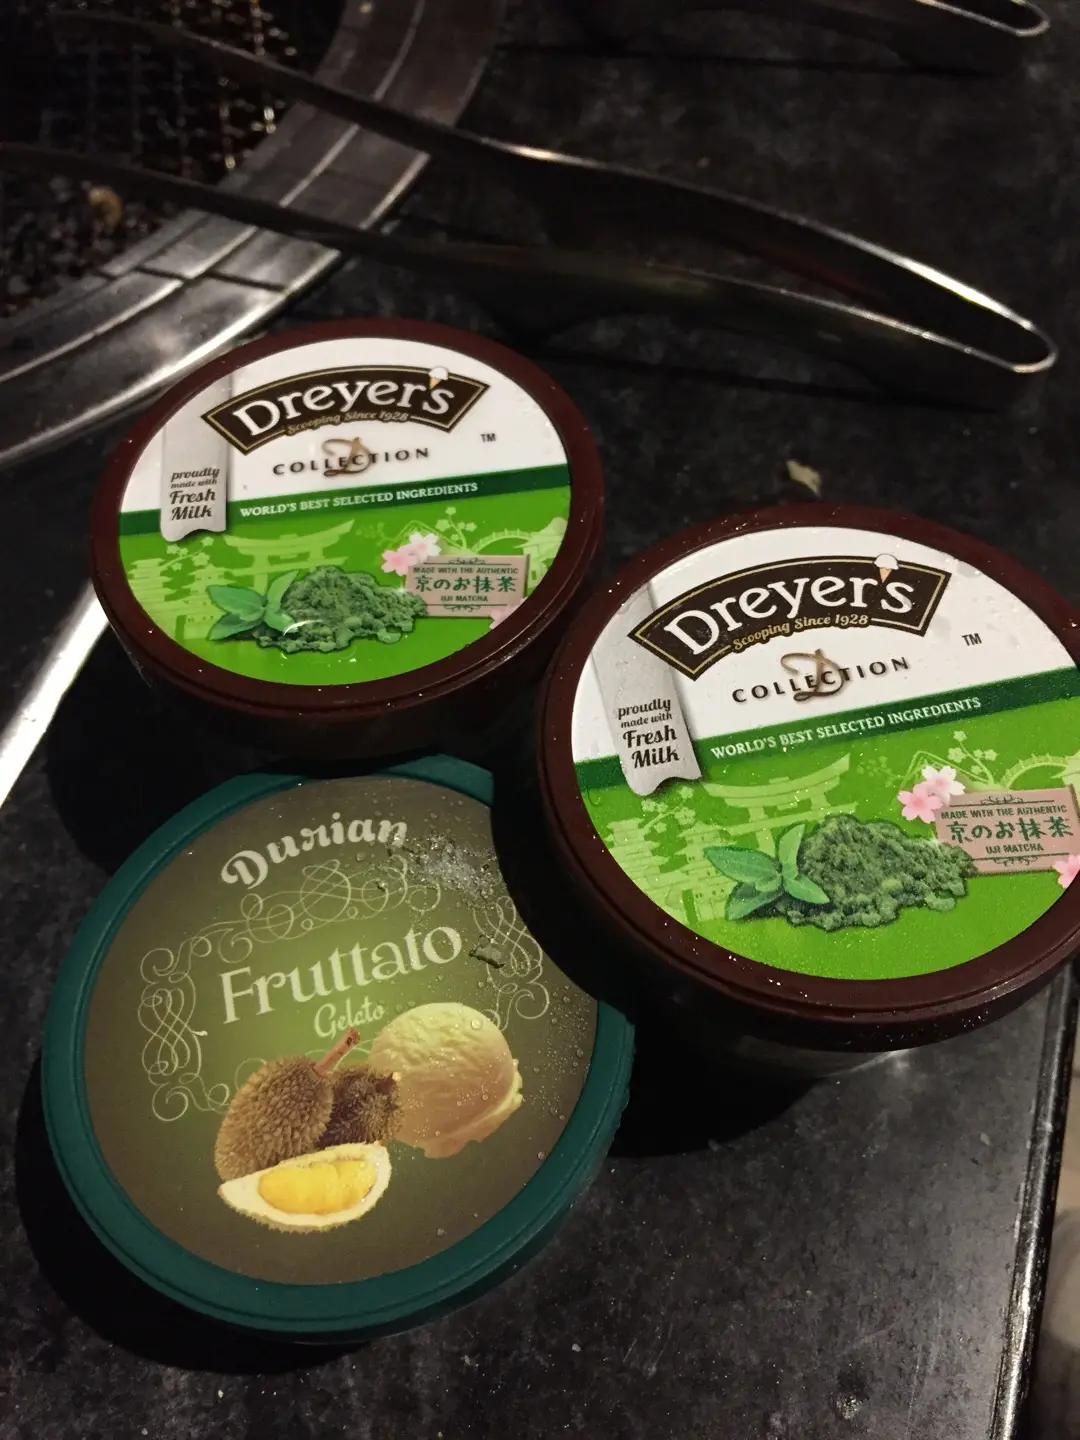 Dreyer's
Scooping Since 1928
D
COLLECTION
TM
proudly
made with
Fresh
Milk
WORLD'S BEST SELECTED INGREDIENTS
MADE WITH THE AUTHENTIC
京のお抹茶
UJI MATCHA
Dreyer's
Scooping Since 1928
D
COLLECTION
TM
proudly
made with
Fresh
Milk
WORLD'S BEST SELECTED INGREDIENTS
MADE WITH THE AUTHENTIC
京のお抹茶
UJI MATCHA
Durian
Fruttato
Gelato